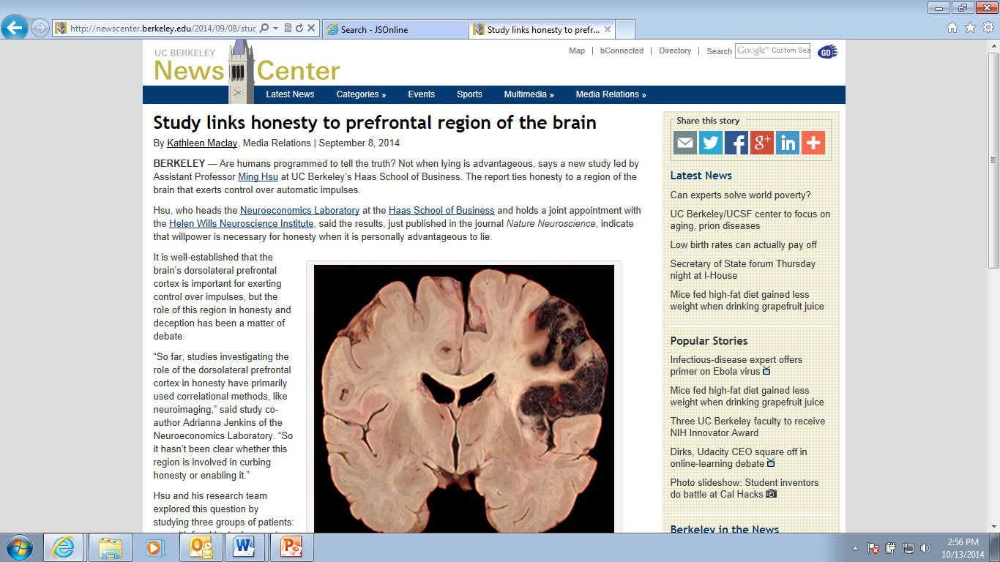 http://newscenter.berkeley.edu/2014/09/08/stud
Search - JSOnline
Study links honesty to prefr...
UC BERKELEY
NewsCenter
Map | bConnected | Directory | Search
Google™ Custom Sea
GO
Latest News
Categories »
Events
Sports
Multimedia »
Media Relations »
Study links honesty to prefrontal region of the brain
By Kathleen Maclay, Media Relations | September 8, 2014
BERKELEY — Are humans programmed to tell the truth? Not when lying is advantageous, says a new study led by
Assistant Professor Ming Hsu at UC Berkeley’s Haas School of Business. The report ties honesty to a region of the
brain that exerts control over automatic impulses.
Hsu, who heads the Neuroeconomics Laboratory at the Haas School of Business and holds a joint appointment with
the Helen Wills Neuroscience Institute, said the results, just published in the journal Nature Neuroscience, indicate
that willpower is necessary for honesty when it is personally advantageous to lie.
It is well-established that the
brain’s dorsolateral prefrontal
cortex is important for exerting
control over impulses, but the
role of this region in honesty and
deception has been a matter of
debate.
“So far, studies investigating the
role of the dorsolateral prefrontal
cortex in honesty have primarily
used correlational methods, like
neuroimaging,” said study co-
author Adrianna Jenkins of the
Neuroeconomics Laboratory. “So
it hasn’t been clear whether this
region is involved in curbing
honesty or enabling it.”
Hsu and his research team
explored this question by
studying three groups of patients:
Share this story
Latest News
Can experts solve world poverty?
UC Berkeley/UCSF center to focus on
aging, prion diseases
Low birth rates can actually pay off
Secretary of State forum Thursday
night at I-House
Mice fed high-fat diet gained less
weight when drinking grapefruit juice
Popular Stories
Infectious-disease expert offers
primer on Ebola virus
Mice fed high-fat diet gained less
weight when drinking grapefruit juice
Three UC Berkeley faculty to receive
NIH Innovator Award
Dirks, Udacity CEO square off in
online-learning debate
Photo slideshow: Student inventors
do battle at Cal Hacks
Berkeley in the News
2:56 PM
10/13/2014